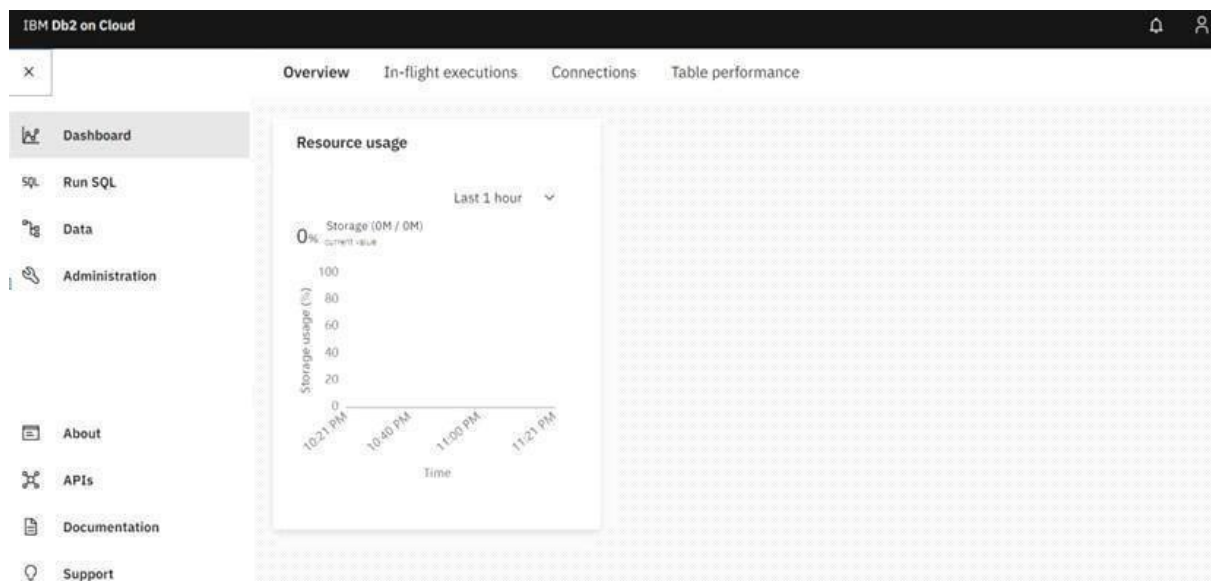 IBM Db2 on Cloud
Overview In-flight executions Connections Table performance
Dashboard
SQL Run SQL
Data
Administration
About
APIs
Documentation
Support
Resource usage
Last 1 hour
0% Storage (0M / 0M)
current value
Storage usage (%)
100
80
60
40
20
0
10:21 PM 10:40 PM 11:00 PM 11:21 PM
Time